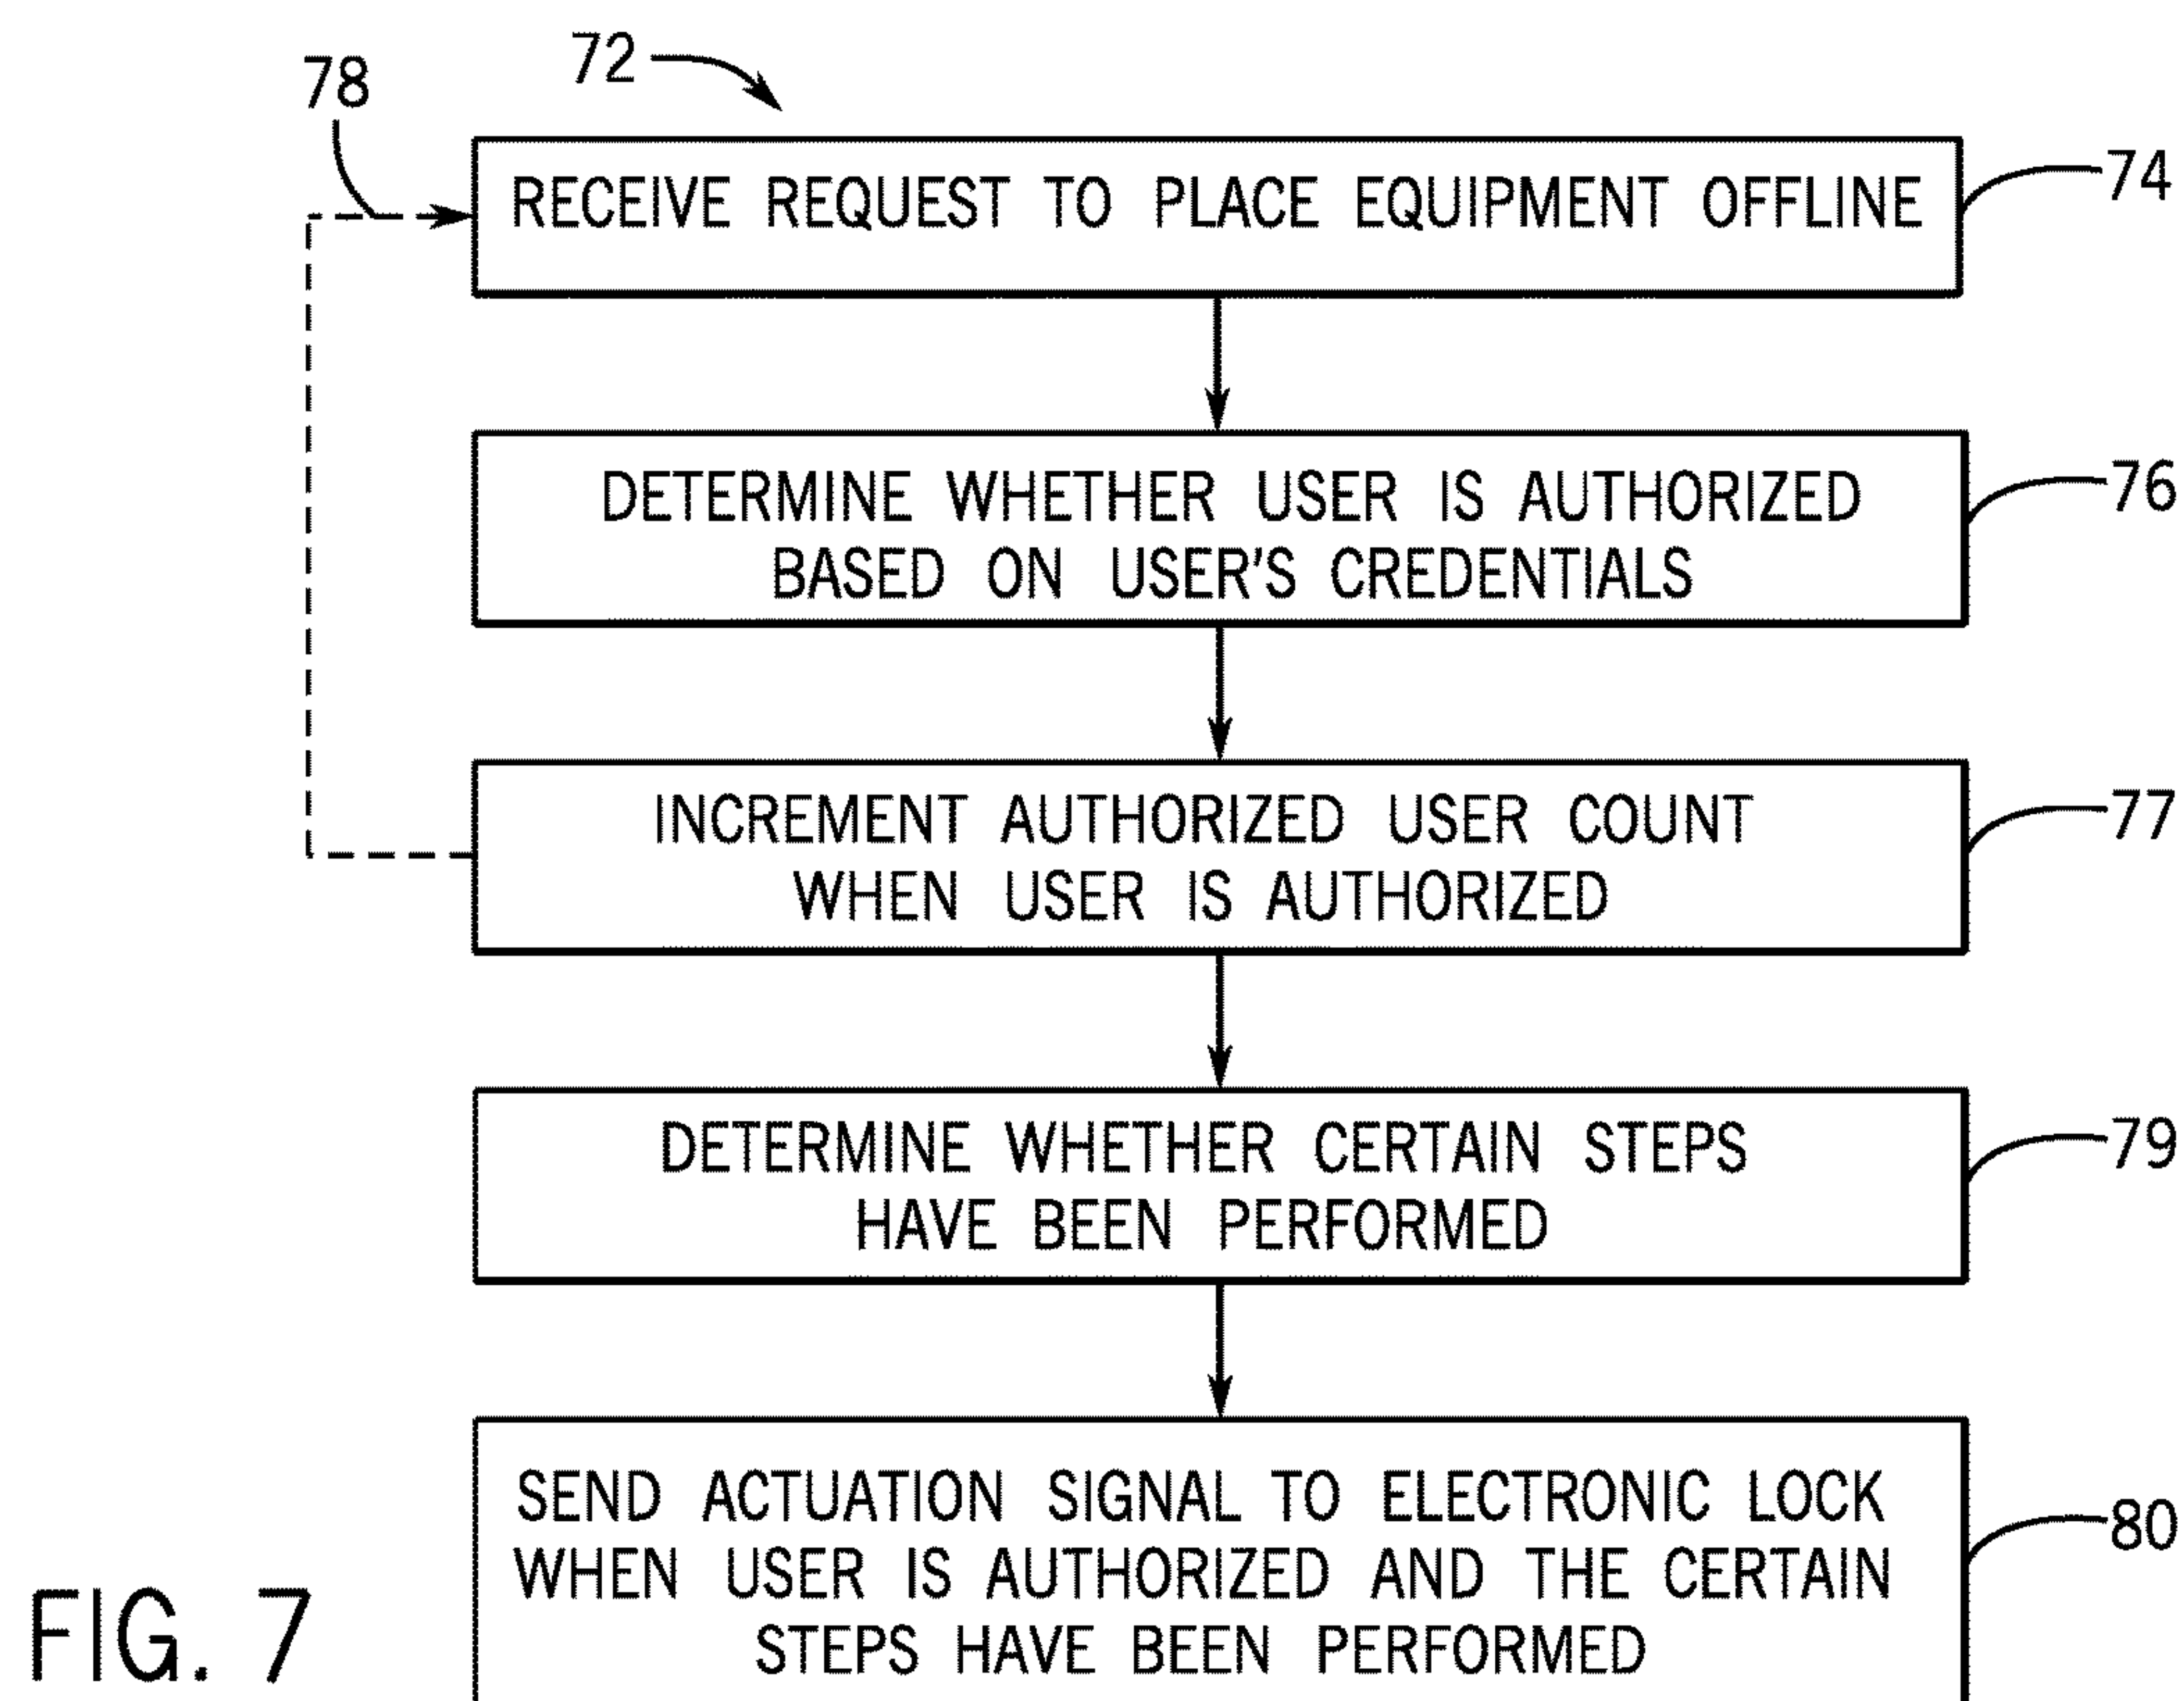 72
78
RECEIVE REQUEST TO PLACE EQUIPMENT OFFLINE
74
DETERMINE WHETHER USER IS AUTHORIZED
BASED ON USER'S CREDENTIALS
76
INCREMENT AUTHORIZED USER COUNT
WHEN USER IS AUTHORIZED
77
DETERMINE WHETHER CERTAIN STEPS
HAVE BEEN PERFORMED
79
SEND ACTUATION SIGNAL TO ELECTRONIC LOCK
WHEN USER IS AUTHORIZED AND THE CERTAIN
STEPS HAVE BEEN PERFORMED
80
FIG. 7